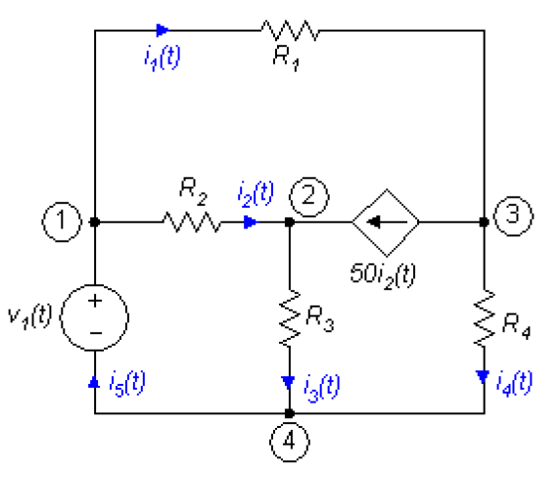 i₁(t)
R₁
R₂
i₂(t)
2
1
3
50i₂(t)
+
v₁(t)
−
R₃
R₄
i₅(t)
i₃(t)
i₄(t)
4